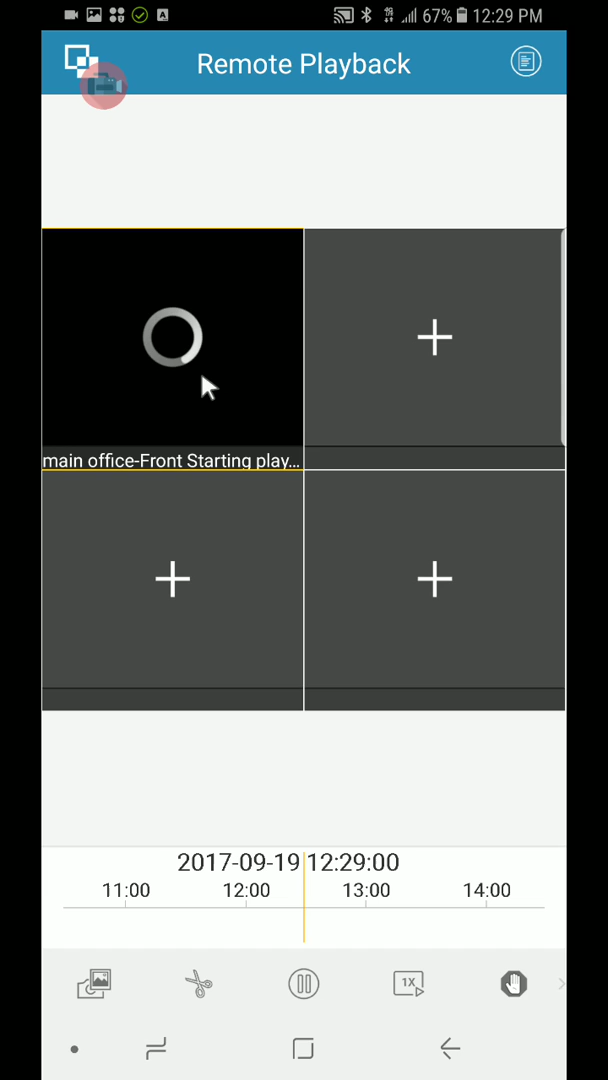 67% 12:29 PM
Remote Playback
main office-Front Starting play...
2017-09-19 12:29:00
11:00 12:00 13:00 14:00
1X